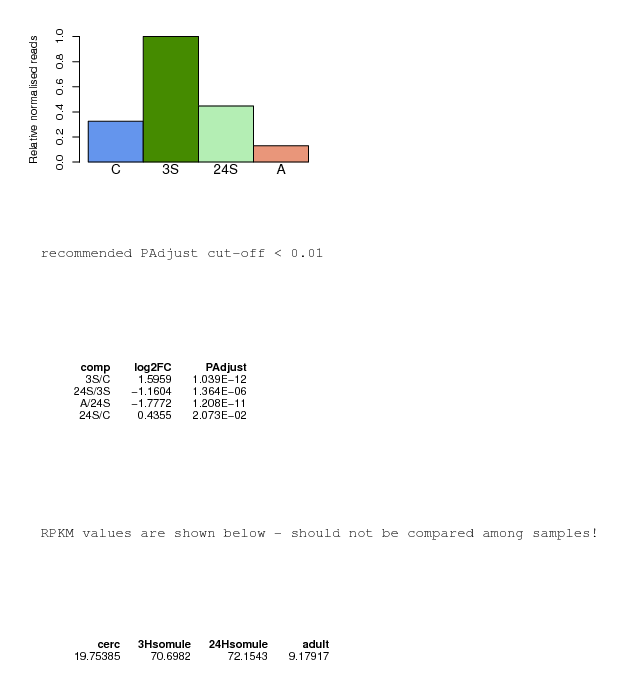 Relative normalised reads
1.0
0.8
0.6
0.4
0.2
0.0
C 3S 24S A
recommended PAdjust cut-off < 0.01
comp log2FC PAdjust
3S/C 1.5959 1.039E-12
24S/3S -1.1604 1.364E-06
A/24S -1.7772 1.208E-11
24S/C 0.4355 2.073E-02
RPKM values are shown below - should not be compared among samples!
cerc 3Hsomule 24Hsomule adult
19.75385 70.6982 72.1543 9.17917